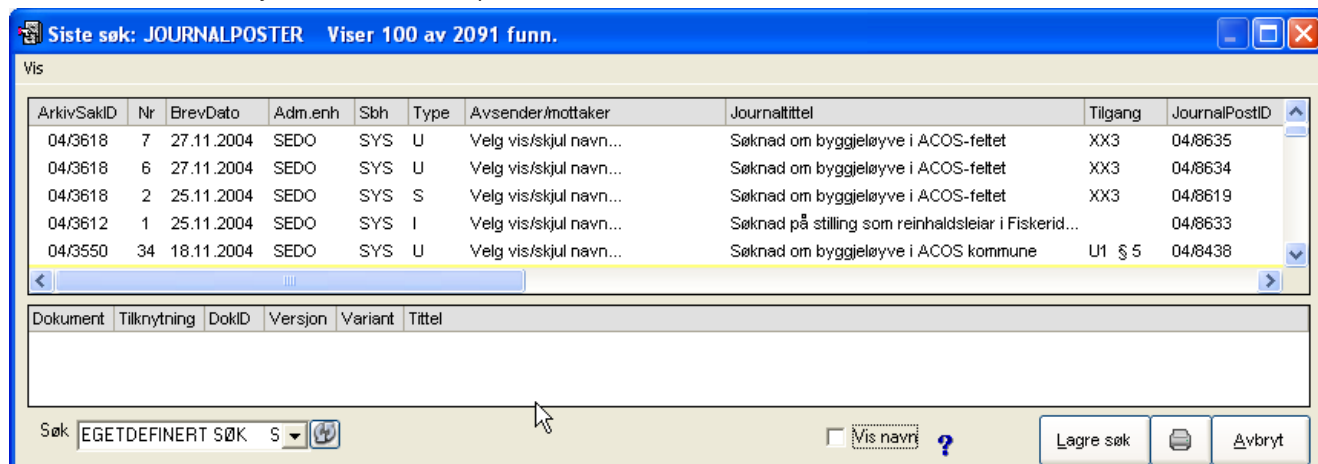 Siste søk: JOURNALPOSTER Viser 100 av 2091 funn.
Vis
ArkivSakID Nr BrevDato Adm.enh Sbh Type Avsender/mottaker Journaltittel Tilgang JournalPostID
04/3618 7 27.11.2004 SEDO SYS U Velg vis/skjul navn... Søknad om byggjeløyve i ACOS-feltet XX3 04/8635
04/3618 6 27.11.2004 SEDO SYS U Velg vis/skjul navn... Søknad om byggjeløyve i ACOS-feltet XX3 04/8634
04/3618 2 25.11.2004 SEDO SYS S Velg vis/skjul navn... Søknad om byggjeløyve i ACOS-feltet XX3 04/8619
04/3612 1 25.11.2004 SEDO SYS I Velg vis/skjul navn... Søknad på stilling som reinhaldsleiar i Fiskerid... 04/8633
04/3550 34 18.11.2004 SEDO SYS U Velg vis/skjul navn... Søknad om byggjeløyve i ACOS kommune U1 § 5 04/8438
Dokument Tilknytning DokID Versjon Variant Tittel
Søk EGETDEFINERT SØK S Vis navn ? Lagre søk Avbryt